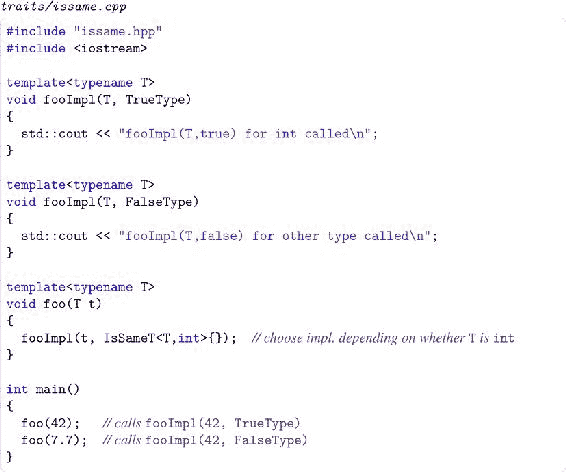 traits/issame.cpp
#include "issame.hpp"
#include <iostream>
template<typename T>
void fooImpl(T, TrueType)
{
  std::cout << "fooImpl(T,true) for int called\n";
}
template<typename T>
void fooImpl(T, FalseType)
{
  std::cout << "fooImpl(T,false) for other type called\n";
}
template<typename T>
void foo(T t)
{
  fooImpl(t, IsSameT<T,int>{});  // choose impl. depending on whether T is int
}
int main()
{
  foo(42);   // calls fooImpl(42, TrueType)
  foo(7.7);  // calls fooImpl(42, FalseType)
}